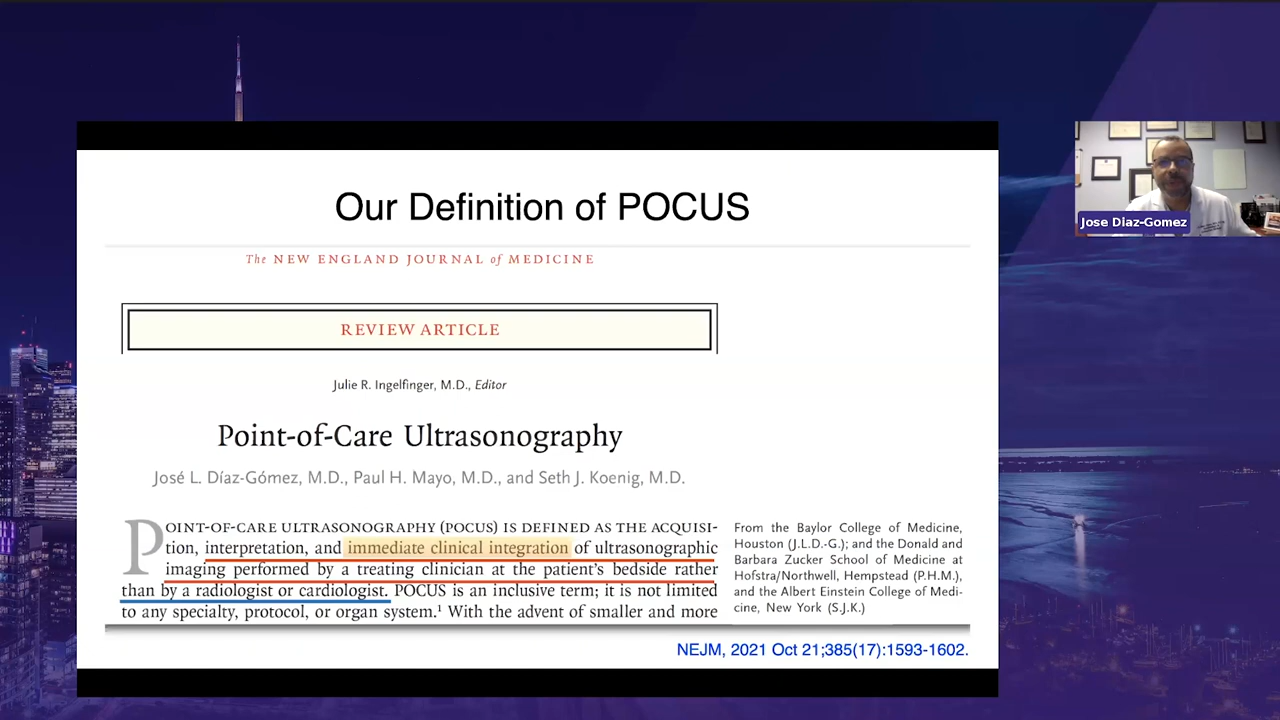 Our Definition of POCUS
The NEW ENGLAND JOURNAL of MEDICINE
REVIEW ARTICLE
Julie R. Ingelfinger, M.D., Editor
Point-of-Care Ultrasonography
José L. Díaz-Gómez, M.D., Paul H. Mayo, M.D., and Seth J. Koenig, M.D.
POINT-OF-CARE ULTRASONOGRAPHY (POCUS) IS DEFINED AS THE ACQUISI-
tion, interpretation, and immediate clinical integration of ultrasonographic
imaging performed by a treating clinician at the patient's bedside rather
than by a radiologist or cardiologist. POCUS is an inclusive term; it is not limited
to any specialty, protocol, or organ system.¹ With the advent of smaller and more
From the Baylor College of Medicine,
Houston (J.L.D.-G.); and the Donald and
Barbara Zucker School of Medicine at
Hofstra/Northwell, Hempstead (P.H.M.),
and the Albert Einstein College of Medi-
cine, New York (S.J.K.)
NEJM, 2021 Oct 21;385(17):1593-1602.
Jose Diaz-Gomez